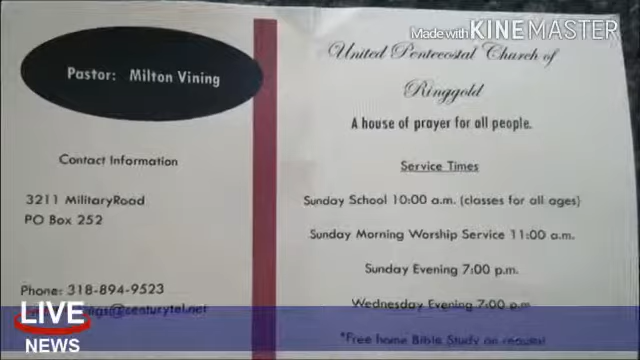 Made with KINEMASTER
Pastor: Milton Vining
Contact Information
3211 MilitaryRoad
PO Box 252
Phone: 318-894-9523
@centurytel.net
United Pentecostal Church of
Ringgold
A house of prayer for all people.
Service Times
Sunday School 10:00 a.m. (classes for all ages)
Sunday Morning Worship Service 11:00 a.m.
Sunday Evening 7:00 p.m.
Wednesday Evening 7:00 p.m.
*Free home Bible Study on request
LIVE
NEWS